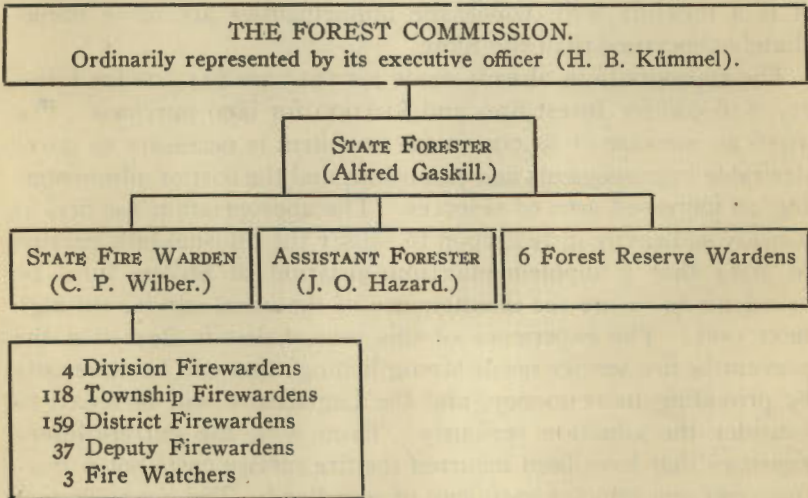 THE FOREST COMMISSION.
Ordinarily represented by its executive officer (H. B. Kümmel).
STATE FORESTER
(Alfred Gaskill.)
STATE FIRE WARDEN
(C. P. Wilber.)
ASSISTANT FORESTER
(J. O. Hazard.)
6 Forest Reserve Wardens
4 Division Firewardens
118 Township Firewardens
159 District Firewardens
37 Deputy Firewardens
3 Fire Watchers